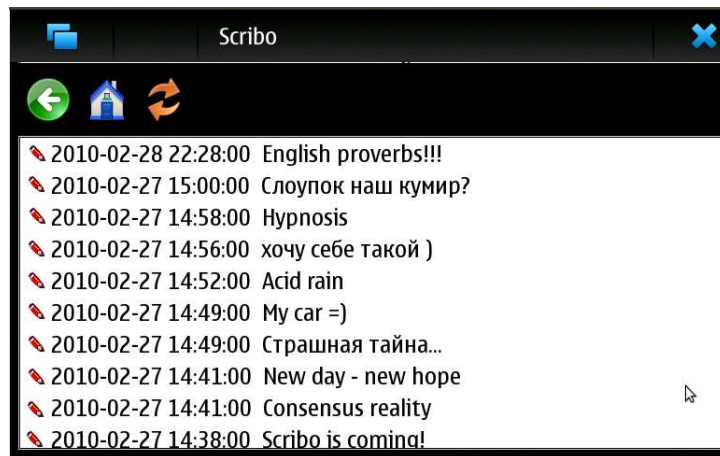 Scribo
2010-02-28 22:28:00 English proverbs!!!
2010-02-27 15:00:00 Слоупок наш кумир?
2010-02-27 14:58:00 Hypnosis
2010-02-27 14:56:00 хочу себе такой )
2010-02-27 14:52:00 Acid rain
2010-02-27 14:49:00 My car =)
2010-02-27 14:49:00 Страшная тайна...
2010-02-27 14:41:00 New day - new hope
2010-02-27 14:41:00 Consensus reality
2010-02-27 14:38:00 Scribo is coming!